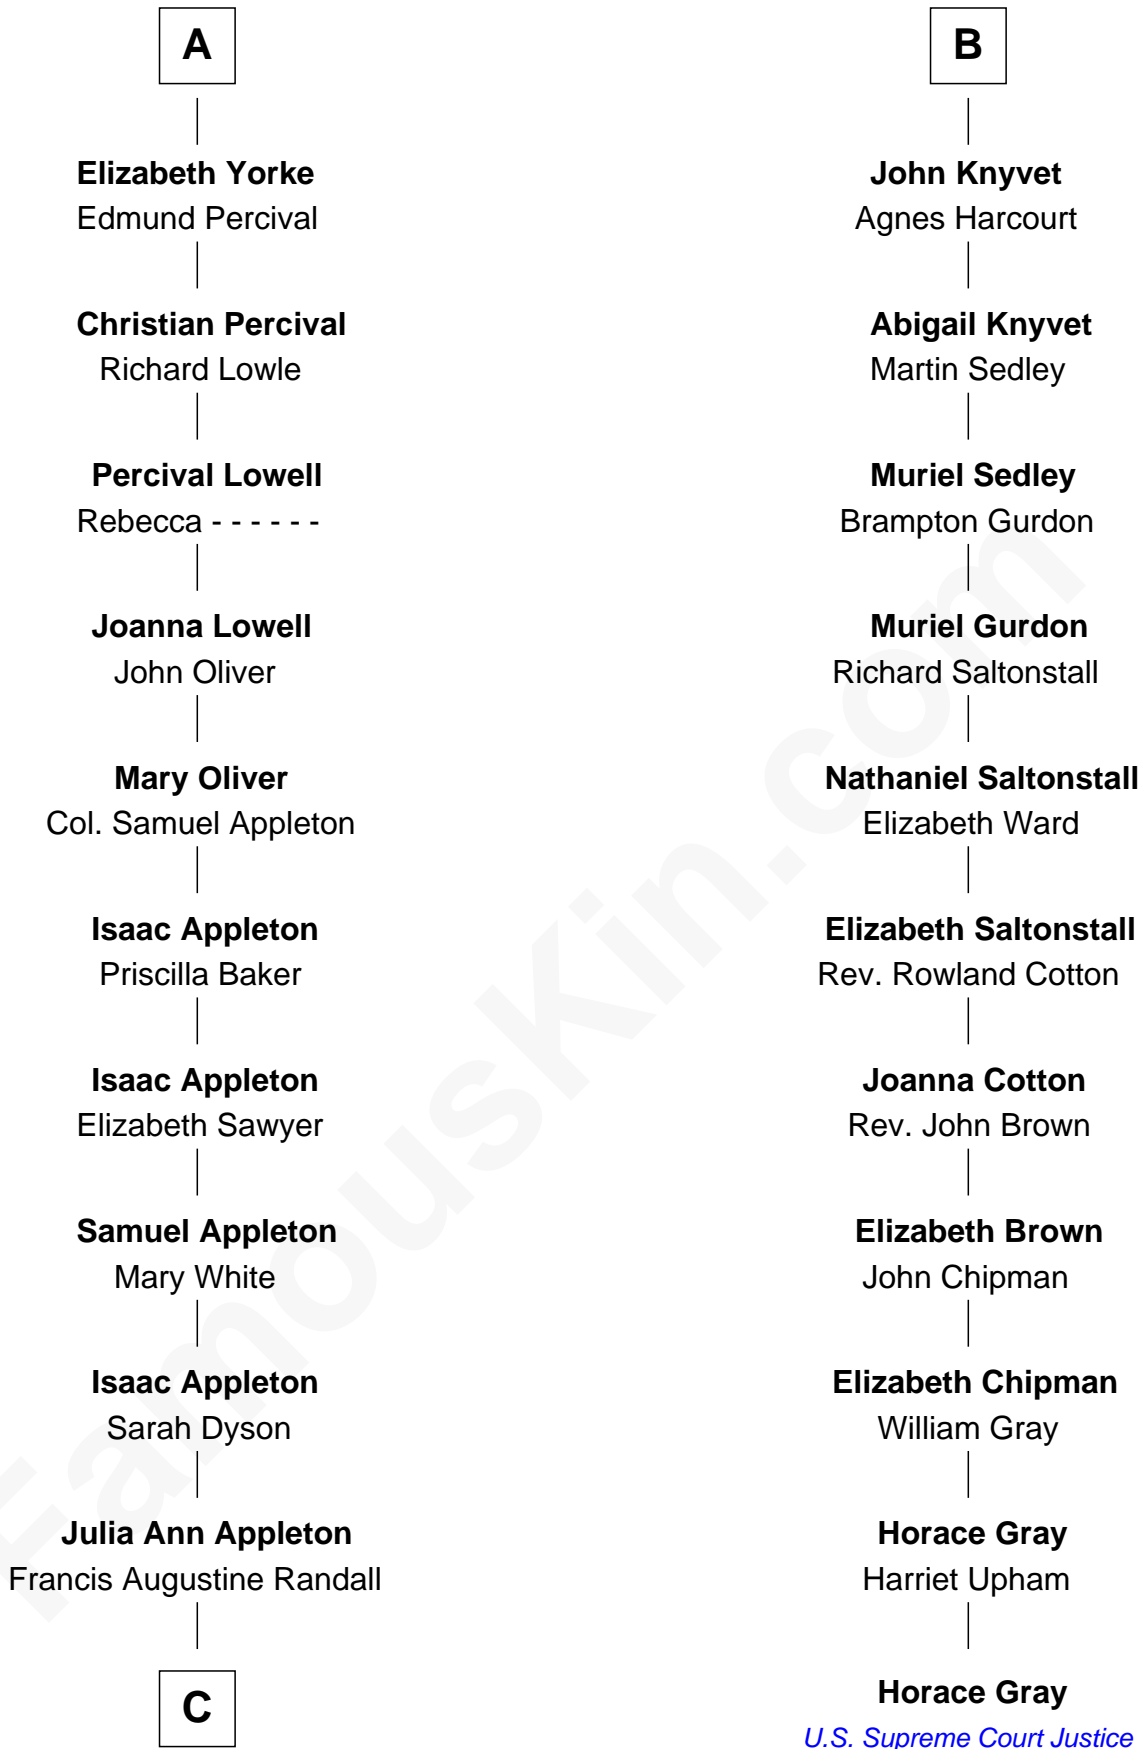 A
Elizabeth Yorke
Edmund Percival
Christian Percival
Richard Lowle
Percival Lowell
Rebecca - - - - - -
Joanna Lowell
John Oliver
Mary Oliver
Col. Samuel Appleton
Isaac Appleton
Priscilla Baker
Isaac Appleton
Elizabeth Sawyer
Samuel Appleton
Mary White
Isaac Appleton
Sarah Dyson
Julia Ann Appleton
Francis Augustine Randall
C
B
John Knyvet
Agnes Harcourt
Abigail Knyvet
Martin Sedley
Muriel Sedley
Brampton Gurdon
Muriel Gurdon
Richard Saltonstall
Nathaniel Saltonstall
Elizabeth Ward
Elizabeth Saltonstall
Rev. Rowland Cotton
Joanna Cotton
Rev. John Brown
Elizabeth Brown
John Chipman
Elizabeth Chipman
William Gray
Horace Gray
Harriet Upham
Horace Gray
U.S. Supreme Court Justice
FamousKin.com